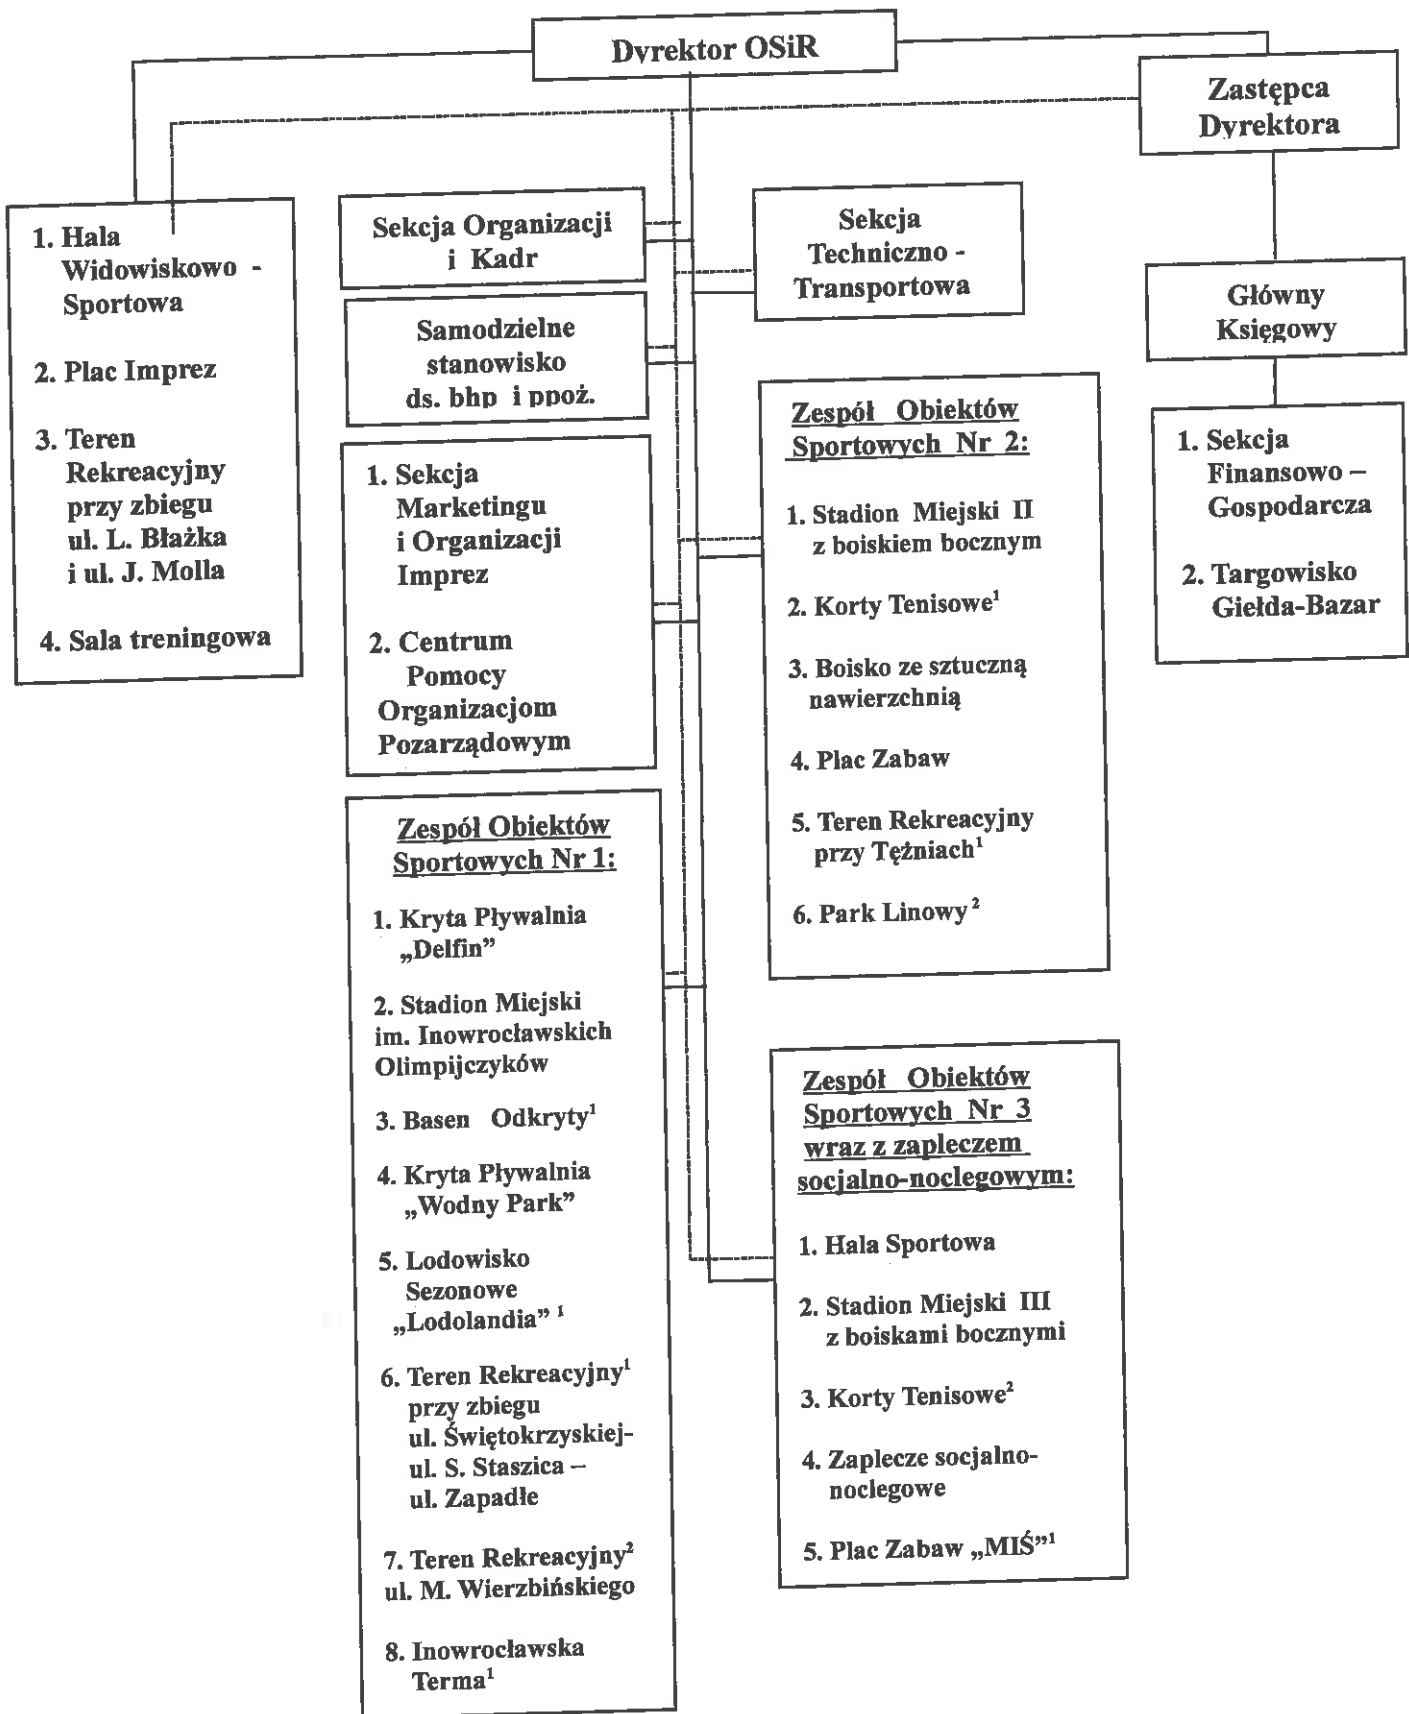 Dyrektor OSiR
Zastępca
Dyrektora
1. Hala
Widowiskowo -
Sportowa
2. Plac Imprez
3. Teren
Rekreacyjny
przy zbiegu
ul. L. Błażka
i ul. J. Molla
4. Sala treningowa
Sekcja Organizacji
i Kadr
Samodzielne
stanowisko
ds. bhp i ppoż.
1. Sekcja
Marketingu
i Organizacji
Imprez
2. Centrum
Pomocy
Organizacjom
Pozarządowym
Zespół Obiektów
Sportowych Nr 1:
1. Kryta Pływalnia
„Delfin”
2. Stadion Miejski
im. Inowrocławskich
Olimpijczyków
3. Basen Odkryty¹
4. Kryta Pływalnia
„Wodny Park”
5. Lodowisko
Sezonowe
„Lodolandia” ¹
6. Teren Rekreacyjny¹
przy zbiegu
ul. Świętokrzyskiej-
ul. S. Staszica –
ul. Zapadłe
7. Teren Rekreacyjny²
ul. M. Wierzbińskiego
8. Inowrocławska
Terma¹
Sekcja
Techniczno -
Transportowa
Zespół Obiektów
Sportowych Nr 2:
1. Stadion Miejski II
z boiskiem bocznym
2. Korty Tenisowe¹
3. Boisko ze sztuczną
nawierzchnią
4. Plac Zabaw
5. Teren Rekreacyjny
przy Tężniach¹
6. Park Linowy ²
Zespół Obiektów
Sportowych Nr 3
wraz z zapleczem
socjalno-noclegowym:
1. Hala Sportowa
2. Stadion Miejski III
z boiskami bocznymi
3. Korty Tenisowe²
4. Zaplecze socjalno-
noclegowe
5. Plac Zabaw „MIŚ”¹
Główny
Księgowy
1. Sekcja
Finansowo –
Gospodarcza
2. Targowisko
Giełda-Bazar